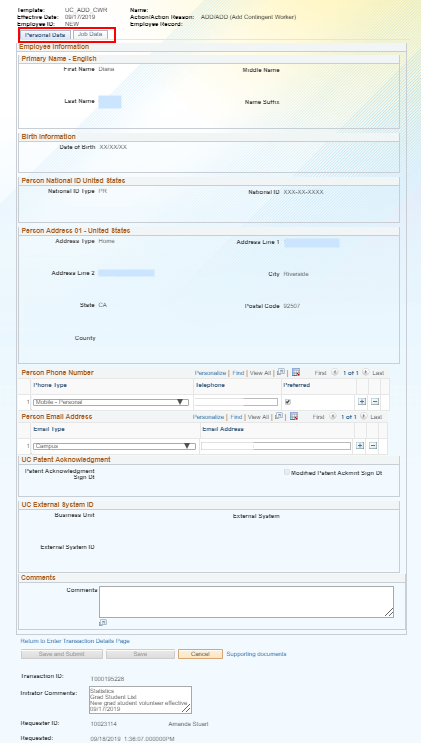 Template: UC_ADD_CWR Name:
Effective Date: 09/17/2019 Action/Action Reason: ADD/ADD (Add Contingent Worker)
Employee ID: NEW Employee Record:
Personal Data Job Data
Employee Information
Primary Name - English
First Name Diana Middle Name
Last Name Name Suffix
Birth Information
Date of Birth XX/XX/XX
Person National ID United States
National ID Type PR National ID XXX-XX-XXXX
Person Address 01 - United States
Address Type Home Address Line 1
Address Line 2 City Riverside
State CA Postal Code 92507
County
Person Phone Number Personalize | Find | View All | First 1 of 1 Last
Phone Type Telephone Preferred
1 Mobile - Personal
Person Email Address Personalize | Find | View All | First 1 of 1 Last
Email Type Email Address
1 Campus
UC Patent Acknowledgment
Patent Acknowledgment Modified Patent Ackmnt Sign Dt
Sign Dt
UC External System ID
Business Unit External System
External System ID
Comments
Comments
Return to Enter Transaction Details Page
Save and Submit Save Cancel Supporting documents
Transaction ID: T000195228
Initiator Comments: Statistics
Grad Student List
New grad student volunteer effective
09/17/2019
Requester ID: 10023114 Amanda Stuart
Requested: 09/18/2019 1:36:07.000000PM